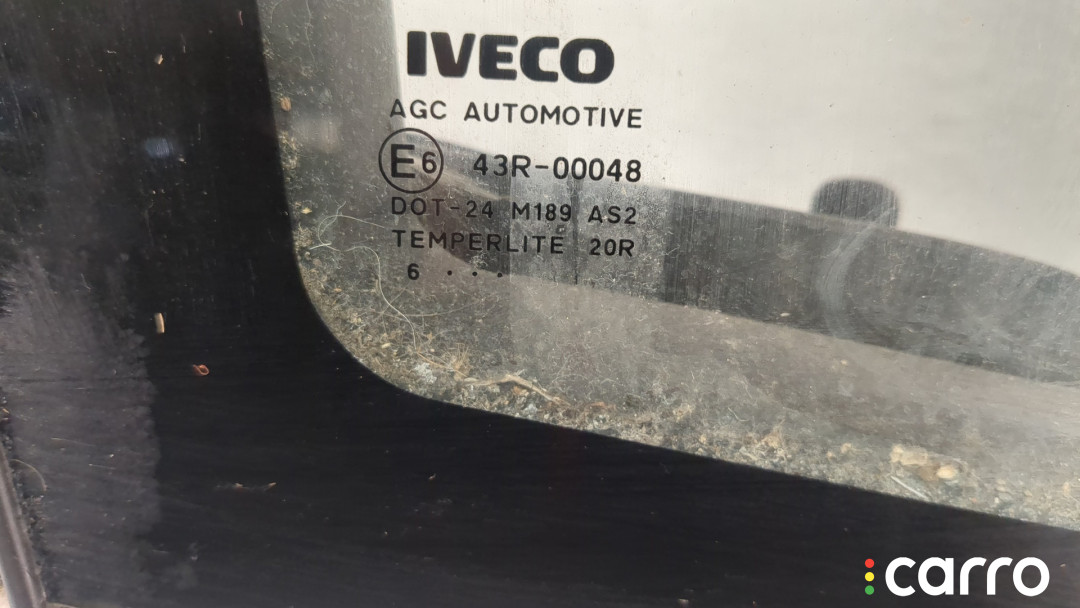 IVECO
AGC AUTOMOTIVE
E6 43R-00048
DOT-24 M189 AS2
TEMPERLITE 20R
6 . . .
carro